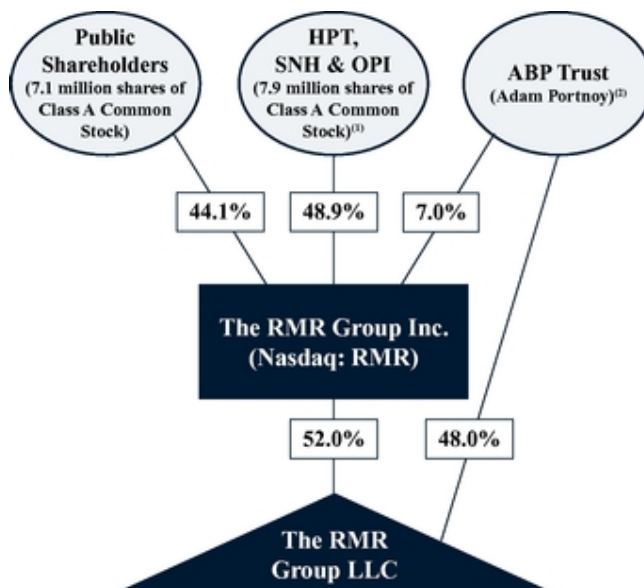 Public
Shareholders
(7.1 million shares of
Class A Common
Stock)
HPT,
SNH & OPI
(7.9 million shares of
Class A Common
Stock)(1)
ABP Trust
(Adam Portnoy)(2)
44.1%
48.9%
7.0%
The RMR Group Inc.
(Nasdaq: RMR)
52.0%
48.0%
The RMR
Group LLC